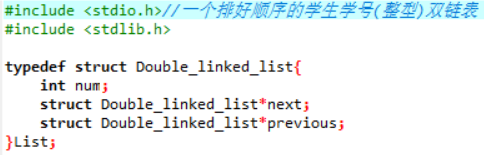 #include <stdio.h>//一个排好顺序的学生学号(整型)双链表
#include <stdlib.h>

typedef struct Double_linked_list{
    int num;
    struct Double_linked_list*next;
    struct Double_linked_list*previous;
}List;